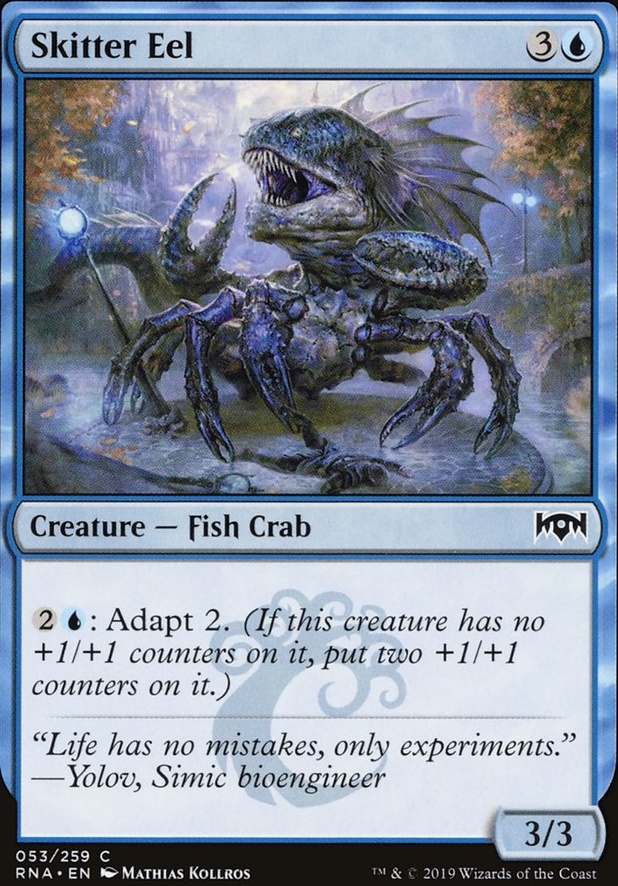 Skitter Eel 3
Creature — Fish Crab
2 : Adapt 2. (If this creature has no
+1/+1 counters on it, put two +1/+1
counters on it.)
“Life has no mistakes, only experiments.”
—Yolov, Simic bioengineer
3/3
053/259 C
RNA • EN Mathias Kollros
™ & © 2019 Wizards of the Coast